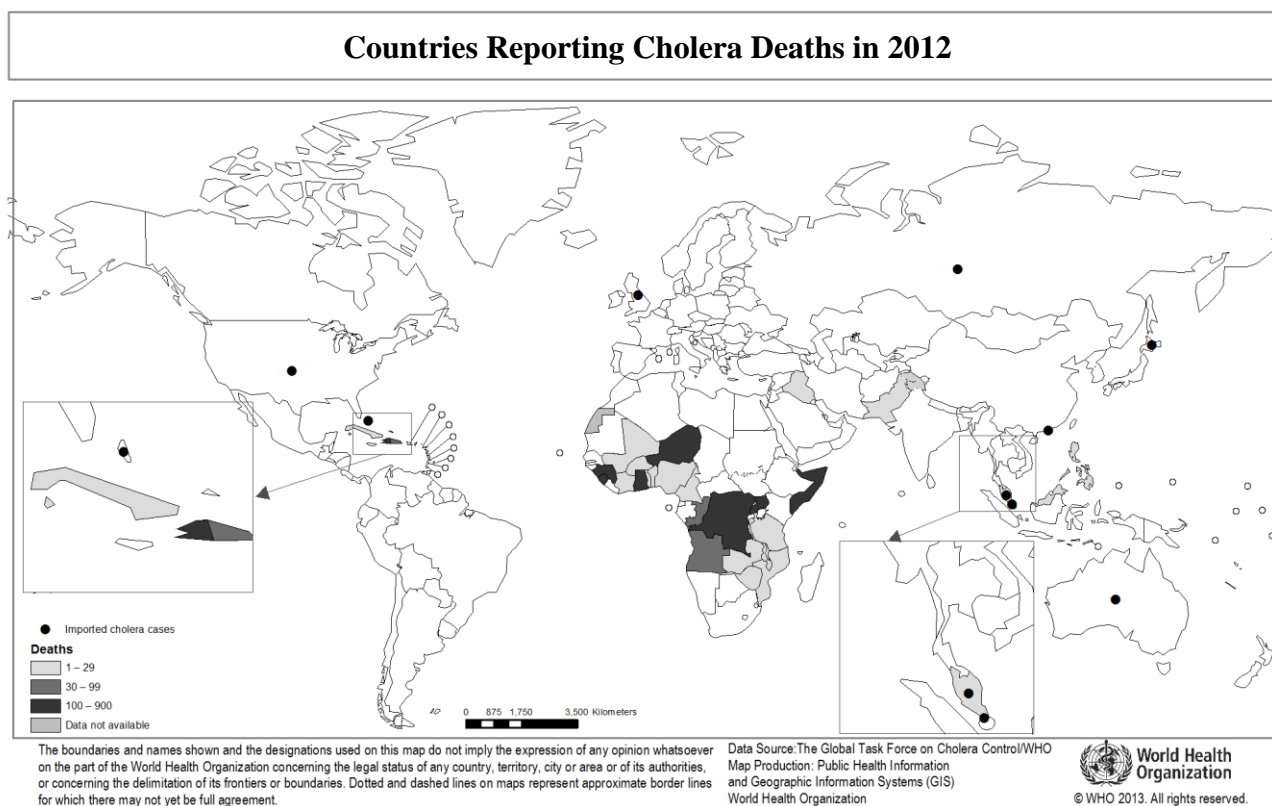 Countries Reporting Cholera Deaths in 2012
Imported cholera cases
Deaths
1 – 29
30 – 99
100 – 900
Data not available
0 875 1,750 3,500 Kilometers
The boundaries and names shown and the designations used on this map do not imply the expression of any opinion whatsoever
on the part of the World Health Organization concerning the legal status of any country, territory, city or area or of its authorities,
or concerning the delimitation of its frontiers or boundaries. Dotted and dashed lines on maps represent approximate border lines
for which there may not yet be full agreement.
Data Source:The Global Task Force on Cholera Control/WHO
Map Production: Public Health Information
and Geographic Information Systems (GIS)
World Health Organization
World Health
Organization
© WHO 2013. All rights reserved.